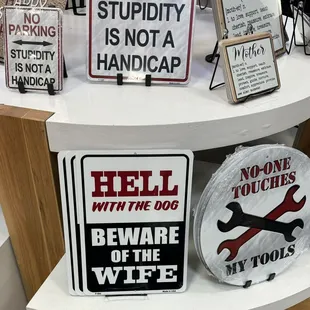 NO
PARKING
STUPIDITY
IS NOT A
HANDICAP
STUPIDITY
IS NOT A
HANDICAP
Mother
HELL
WITH THE DOG
BEWARE
OF THE
WIFE
NO-ONE
TOUCHES
MY TOOLS